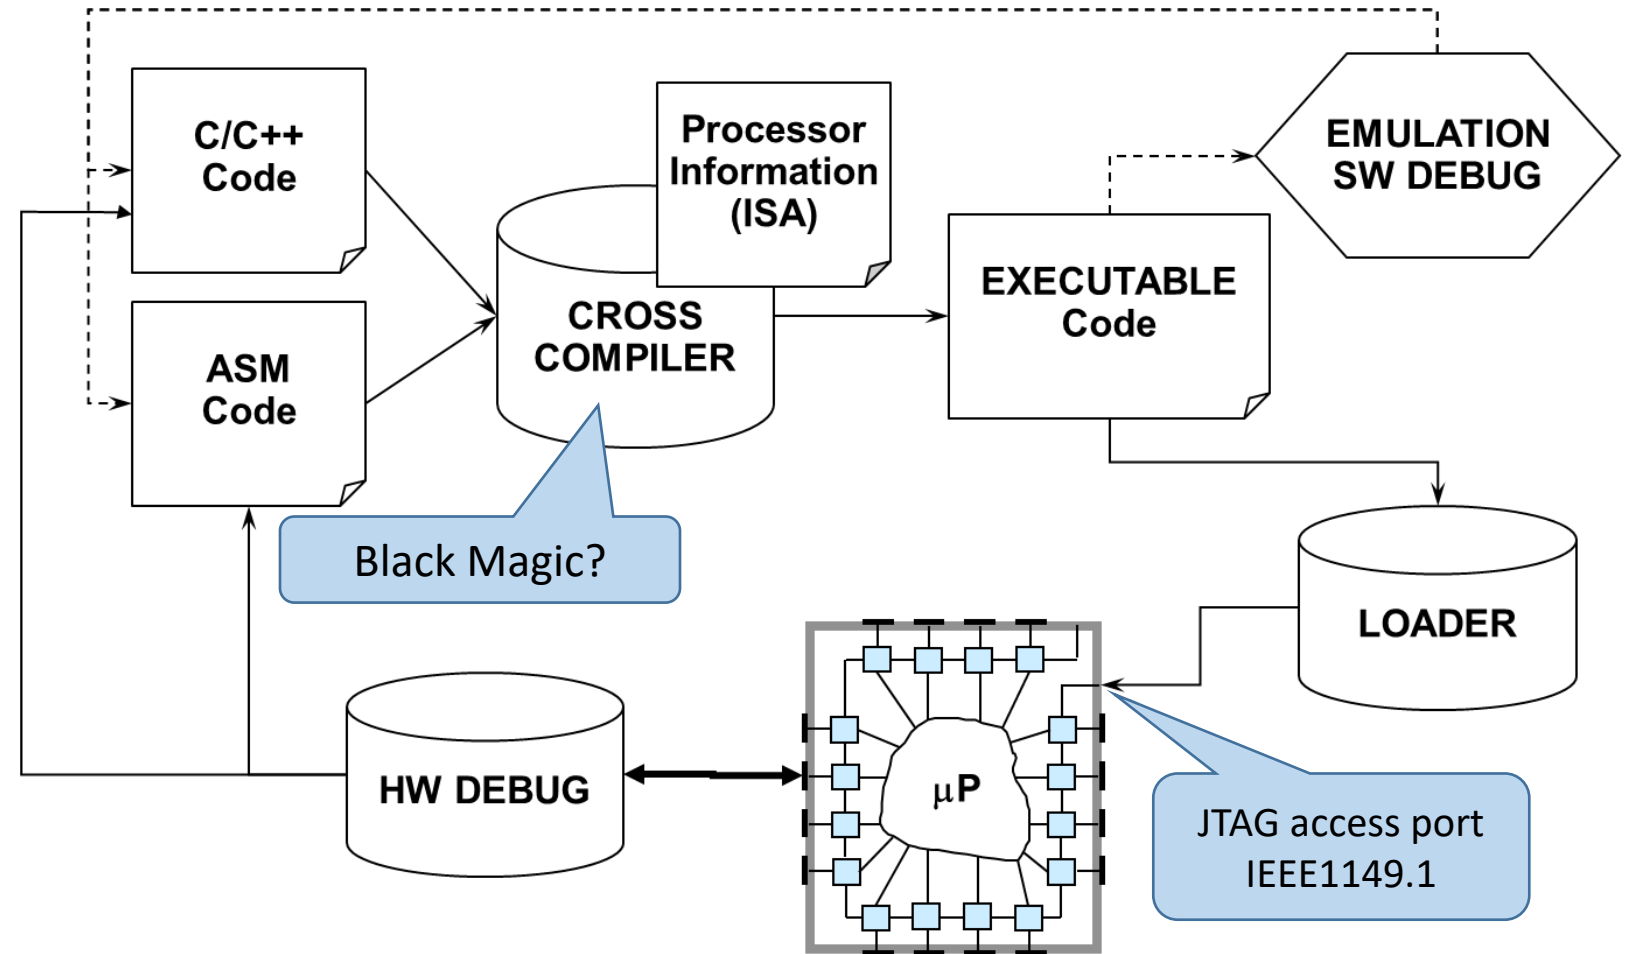 C/C++
Code
Processor
Information
(ISA)
EMULATION
SW DEBUG
EXECUTABLE
Code
CROSS
COMPILER
ASM
Code
Black Magic?
LOADER
HW DEBUG
μP
JTAG access port
IEEE1149.1